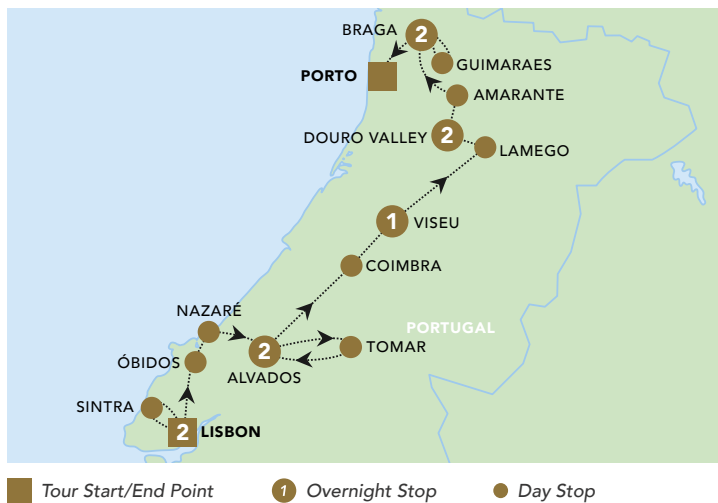 BRAGA
2
GUIMARAES
PORTO
AMARANTE
DOURO VALLEY
2
LAMEGO
1
VISEU
COIMBRA
NAZARÉ
PORTUGAL
2
TOMAR
ÓBIDOS
ALVADOS
SINTRA
2
LISBON
Tour Start/End Point
1
Overnight Stop
Day Stop